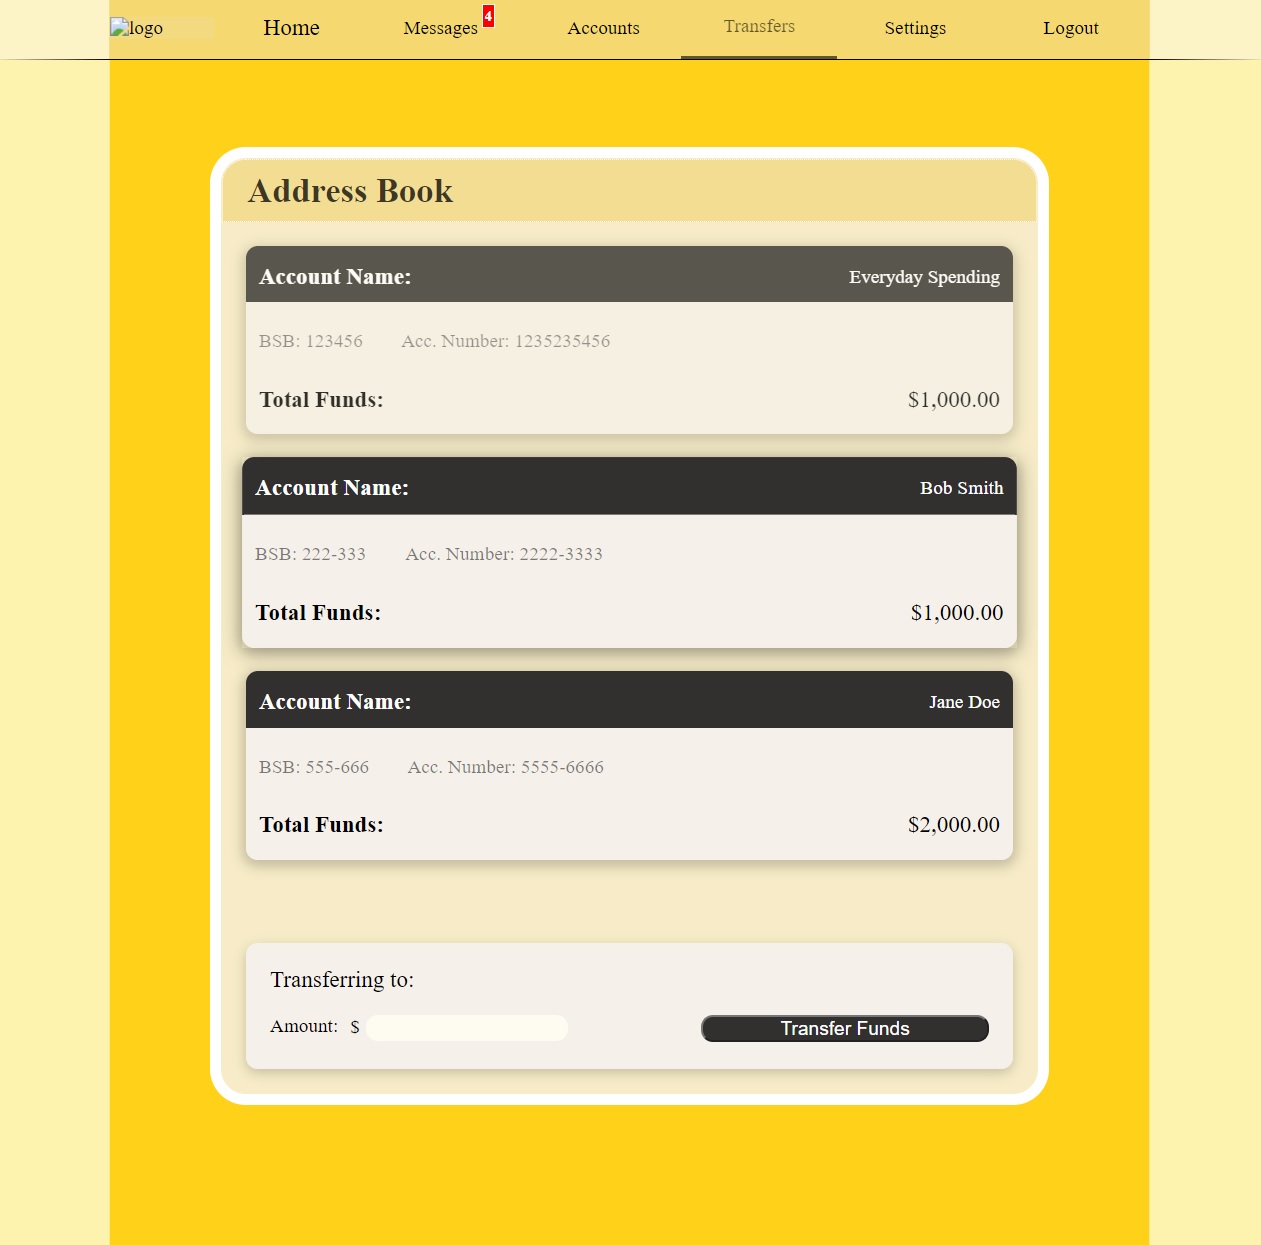 logo Home Messages 4 Accounts Transfers Settings Logout
Address Book
Account Name: Everyday Spending
BSB: 123456 Acc. Number: 1235235456
Total Funds: $1,000.00
Account Name: Bob Smith
BSB: 222-333 Acc. Number: 2222-3333
Total Funds: $1,000.00
Account Name: Jane Doe
BSB: 555-666 Acc. Number: 5555-6666
Total Funds: $2,000.00
Transferring to:
Amount: $ Transfer Funds